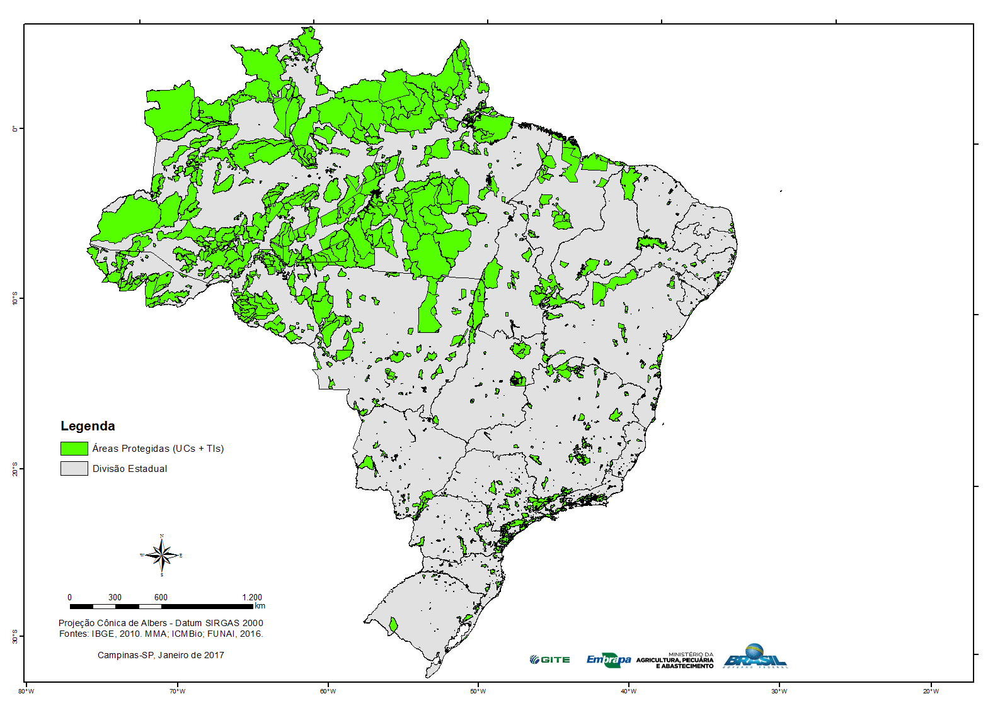 0°
10°S
20°S
30°S
Legenda
Áreas Protegidas (UCs + TIs)
Divisão Estadual
N
W
E
S
0 300 600 1.200
km
Projeção Cônica de Albers - Datum SIRGAS 2000
Fontes: IBGE, 2010. MMA; ICMBio; FUNAI, 2016.
Campinas-SP, Janeiro de 2017
GITE
Embrapa
MINISTÉRIO DA
AGRICULTURA, PECUÁRIA
E ABASTECIMENTO
BRASIL
GOVERNO FEDERAL
80°W 70°W 60°W 50°W 40°W 30°W 20°W